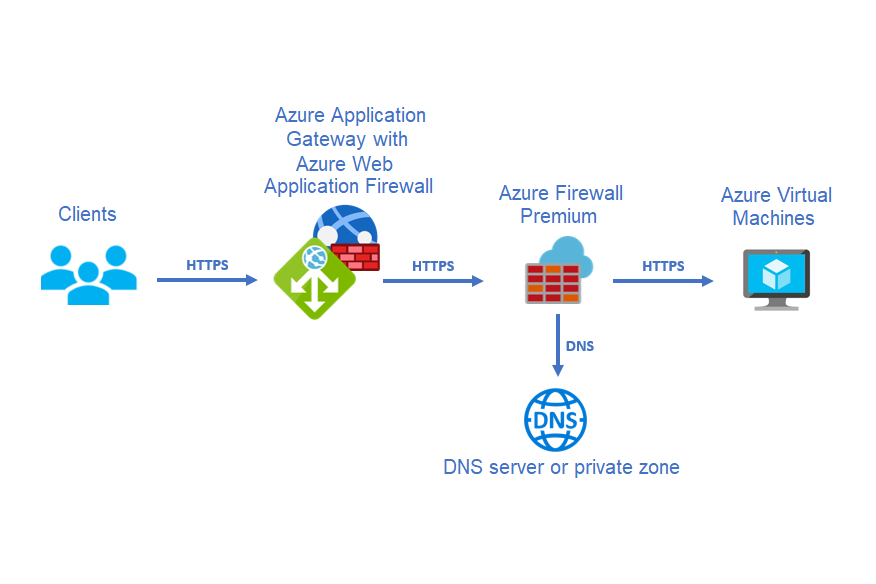 Azure Application
Gateway with
Azure Web
Application Firewall
Azure Firewall
Premium
Azure Virtual
Machines
Clients
HTTPS
HTTPS
HTTPS
DNS
DNS
DNS server or private zone